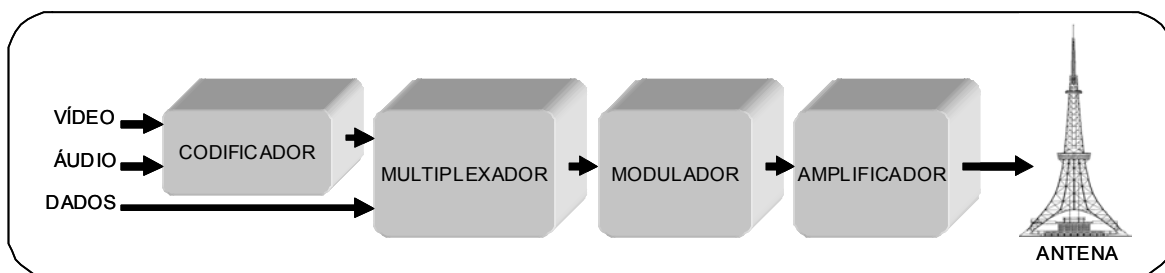 VÍDEO
ÁUDIO
DADOS
CODIFICADOR
MULTIPLEXADOR
MODULADOR
AMPLIFICADOR
ANTENA